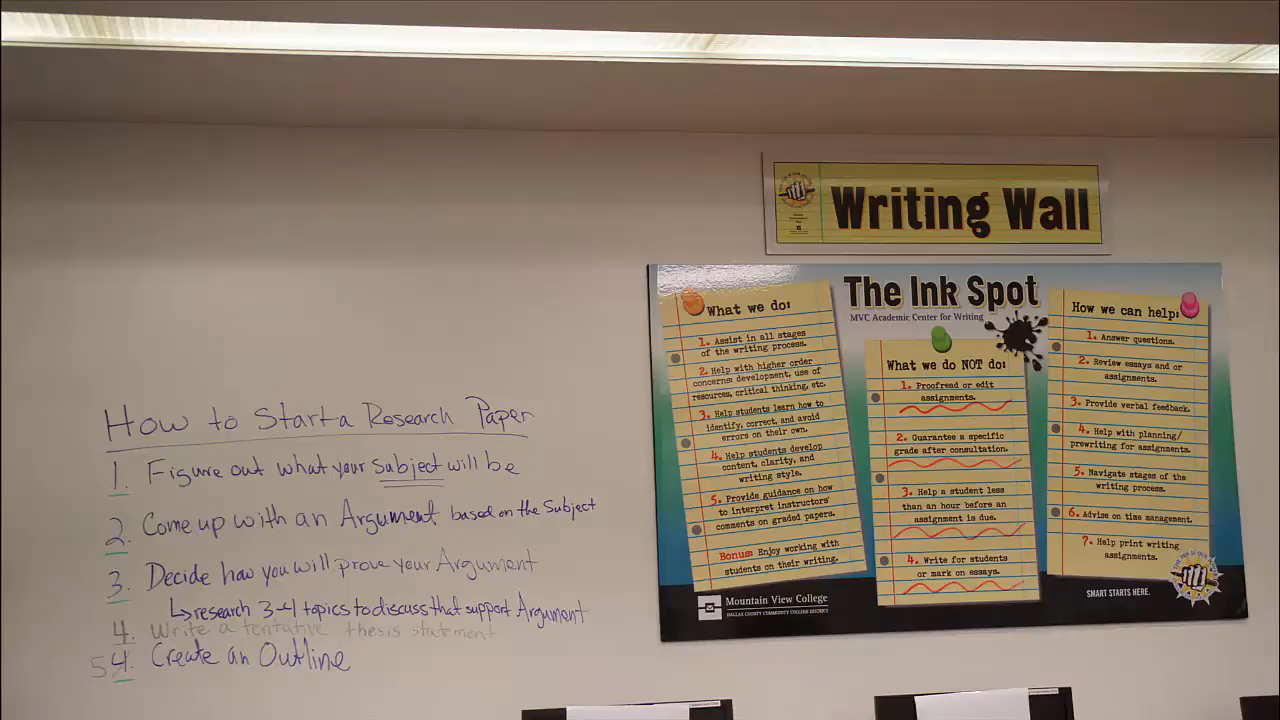 Writing Wall
The Ink Spot
MVC Academic Center for Writing
What we do:
1. Assist in all stages
of the writing process.
2. Help with higher order
concerns: development, use of
resources, critical thinking, etc.
3. Help students learn how to
identify, correct, and avoid
errors on their own.
4. Help students develop
content, clarity, and
writing style.
5. Provide guidance on how
to interpret instructors'
comments on graded papers.
Bonus: Enjoy working with
students on their writing.
What we do NOT do:
1. Proofread or edit
assignments.
2. Guarantee a specific
grade after consultation.
3. Help a student less
than an hour before an
assignment is due.
4. Write for students
or mark on essays.
How we can help:
1. Answer questions.
2. Review essays and or
assignments.
3. Provide verbal feedback.
4. Help with planning/
prewriting for assignments.
5. Navigate stages of the
writing process.
6. Advise on time management.
7. Help print writing
assignments.
Mountain View College
DALLAS COUNTY COMMUNITY COLLEGE DISTRICT
SMART STARTS HERE.
How to Start a Research Paper
1. Figure out what your subject will be
2. Come up with an Argument based on the Subject
3. Decide how you will prove your Argument
↳ research 3-4 topics to discuss that support Argument
4. Write a tentative thesis statement
5 4. Create an Outline